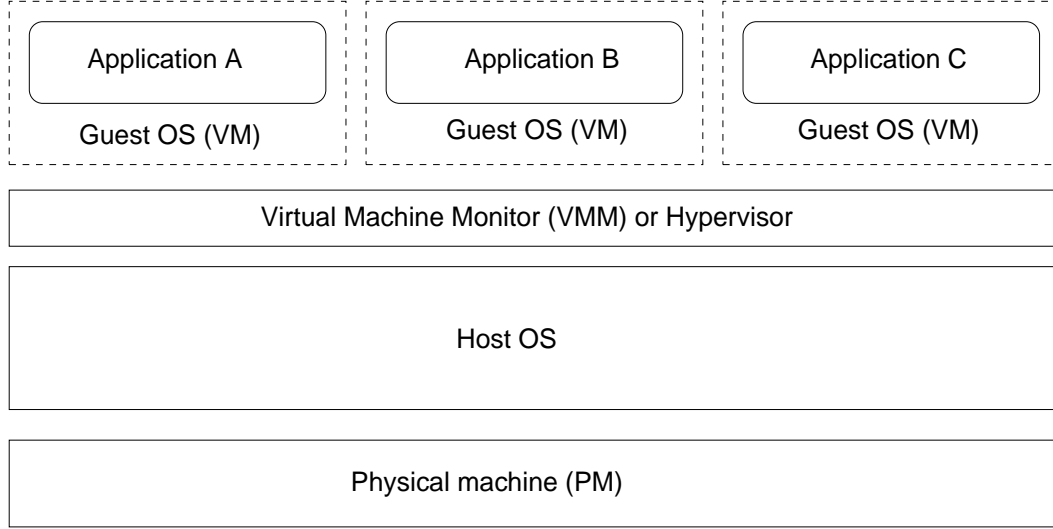 Application A
Application B
Application C
Guest OS (VM)
Guest OS (VM)
Guest OS (VM)
Virtual Machine Monitor (VMM) or Hypervisor
Host OS
Physical machine (PM)